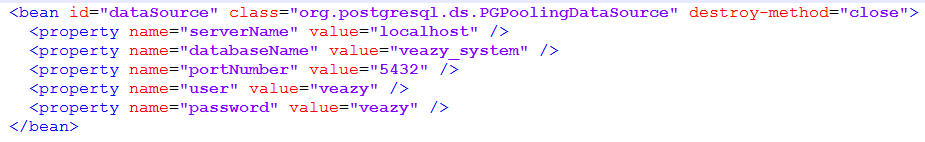 <bean id="dataSource" class="org.postgresql.ds.PGPoolingDataSource" destroy-method="close">
  <property name="serverName" value="localhost" />
  <property name="databaseName" value="veazy_system" />
  <property name="portNumber" value="5432" />
  <property name="user" value="veazy" />
  <property name="password" value="veazy" />
</bean>